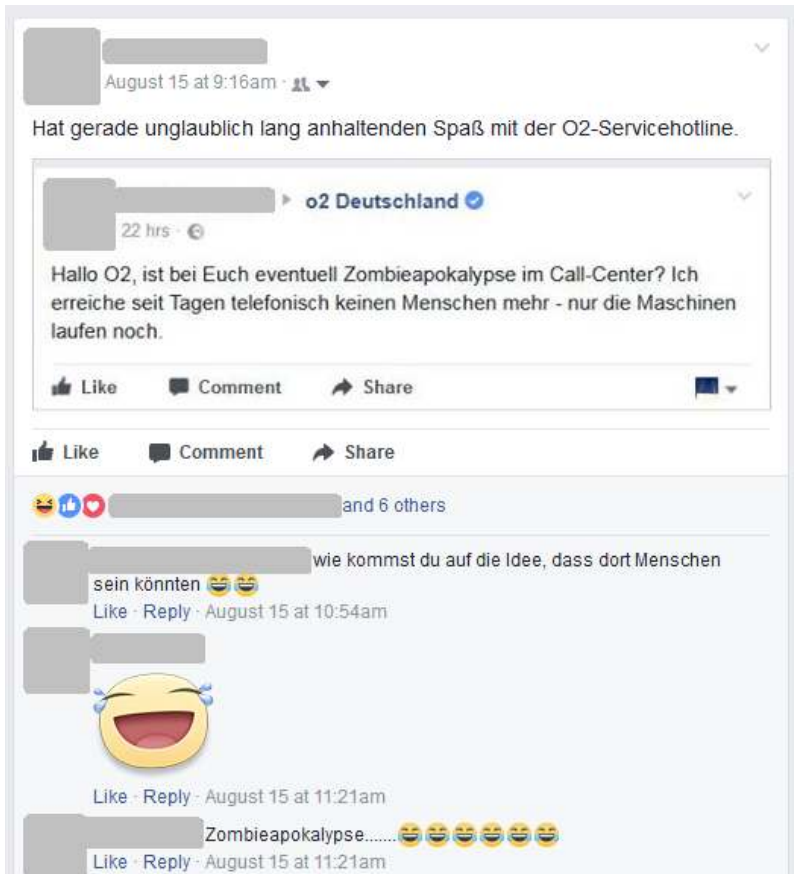 August 15 at 9:16am ·
Hat gerade unglaublich lang anhaltenden Spaß mit der O2-Servicehotline.
o2 Deutschland
22 hrs ·
Hallo O2, ist bei Euch eventuell Zombieapokalypse im Call-Center? Ich
erreiche seit Tagen telefonisch keinen Menschen mehr - nur die Maschinen
laufen noch.
Like Comment Share
Like Comment Share
and 6 others
wie kommst du auf die Idee, dass dort Menschen
sein könnten 😂😂
Like · Reply · August 15 at 10:54am
Like · Reply · August 15 at 11:21am
Zombieapokalypse.......😂😂😂😂😂😂
Like · Reply · August 15 at 11:21am